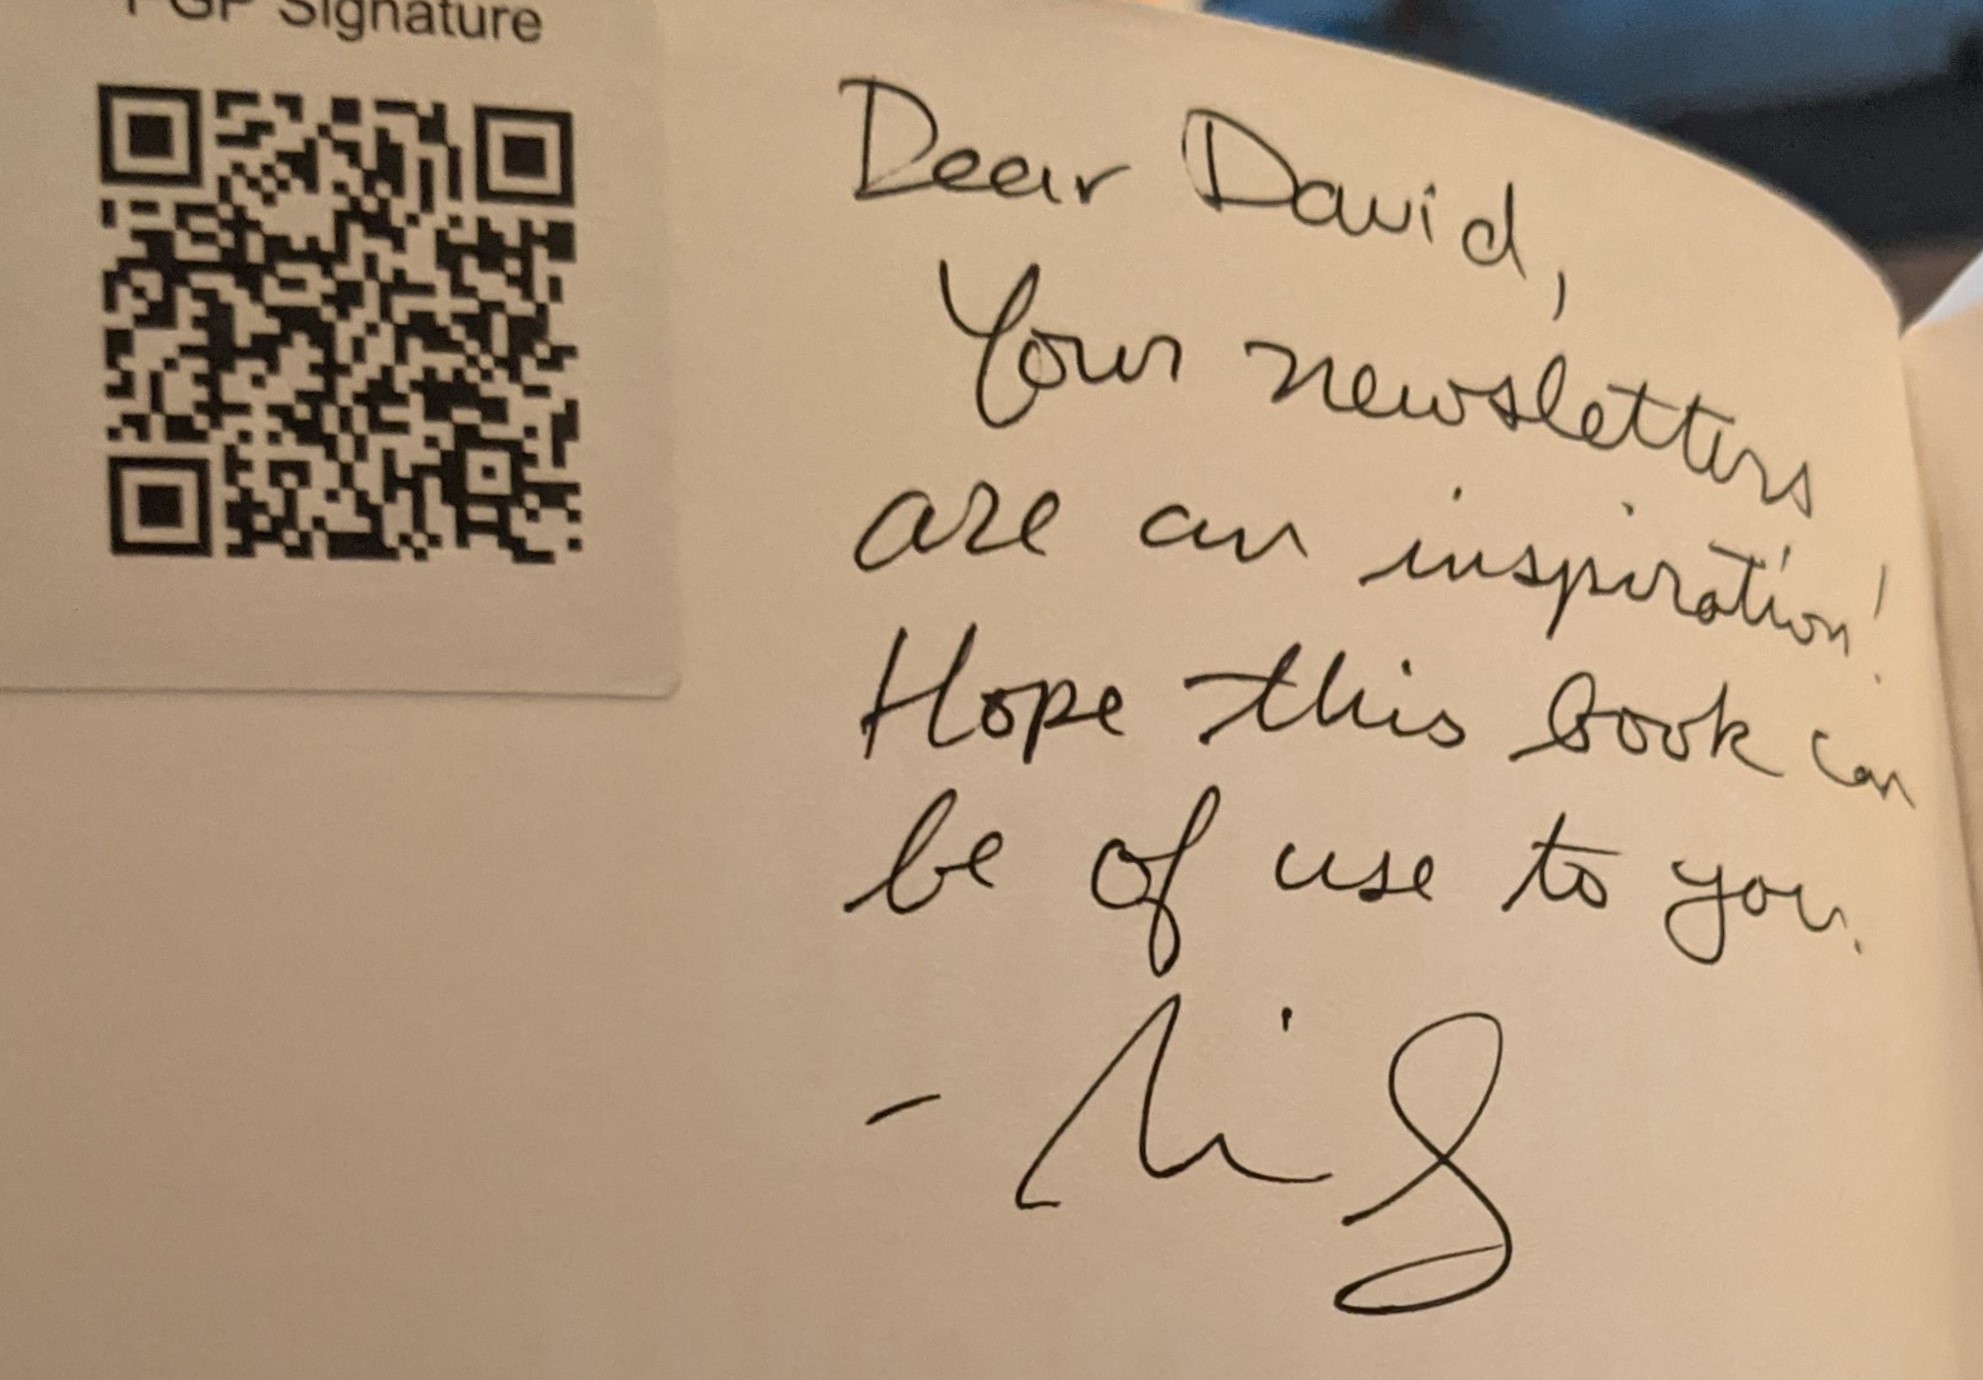 PGP Signature
Dear David,
Your newsletters
are an inspiration!
Hope this book can
be of use to you.